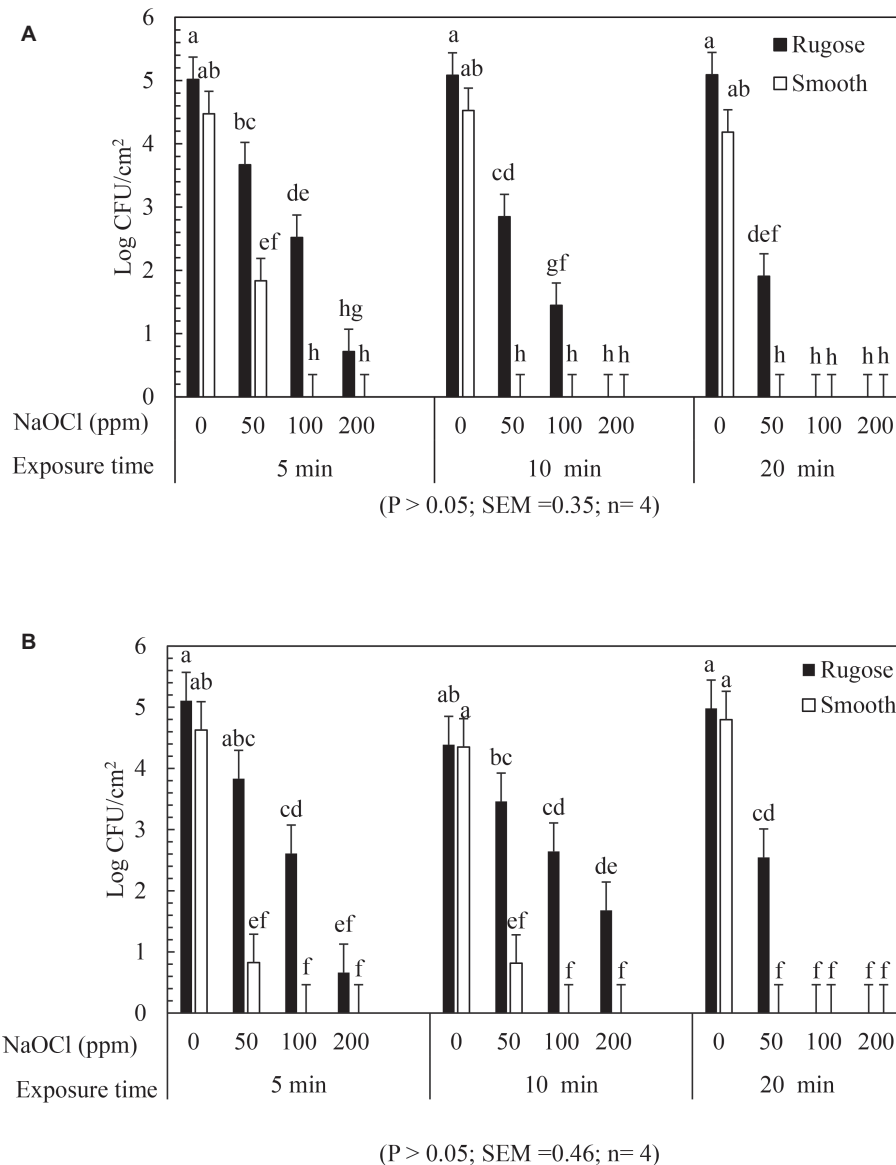 A
6
5
4
3
2
1
0
Log CFU/cm²
a ab bc ef de h hg h
a ab cd h gf h h h
a ab def h h h h h
Rugose
Smooth
NaOCl (ppm) 0 50 100 200 0 50 100 200 0 50 100 200
Exposure time 5 min 10 min 20 min
(P > 0.05; SEM =0.35; n= 4)
B
6
5
4
3
2
1
0
Log CFU/cm²
a ab abc ef cd f ef f
ab a bc ef cd f de f
a a cd f f f f f
Rugose
Smooth
NaOCl (ppm) 0 50 100 200 0 50 100 200 0 50 100 200
Exposure time 5 min 10 min 20 min
(P > 0.05; SEM =0.46; n= 4)